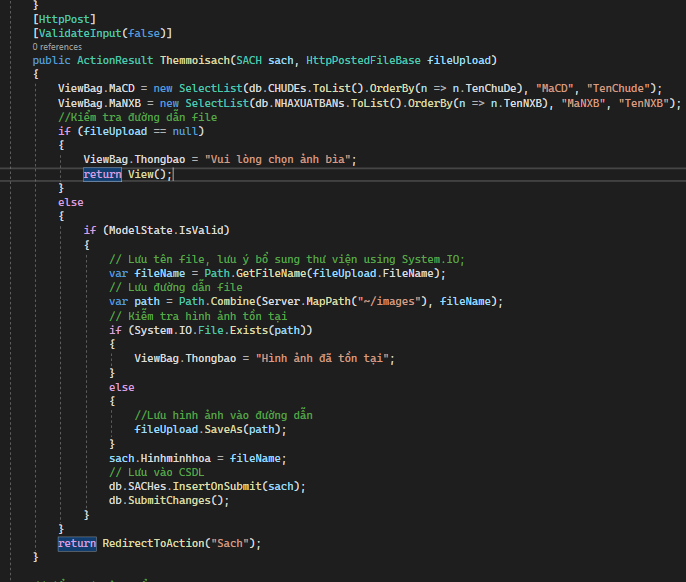 }
[HttpPost]
[ValidateInput(false)]
0 references
public ActionResult Themmoisach(SACH sach, HttpPostedFileBase fileUpload)
{
ViewBag.MaCD = new SelectList(db.CHUDEs.ToList().OrderBy(n => n.TenChuDe), "MaCD", "TenChude");
ViewBag.MaNXB = new SelectList(db.NHAXUATBANs.ToList().OrderBy(n => n.TenNXB), "MaNXB", "TenNXB");
//Kiểm tra đường dẫn file
if (fileUpload == null)
{
ViewBag.Thongbao = "Vui lòng chọn ảnh bìa";
return View();
}
else
{
if (ModelState.IsValid)
{
// Lưu tên file, lưu ý bổ sung thư viện using System.IO;
var fileName = Path.GetFileName(fileUpload.FileName);
// Lưu đường dẫn file
var path = Path.Combine(Server.MapPath("~/images"), fileName);
// Kiểm tra hình ảnh tồn tại
if (System.IO.File.Exists(path))
{
ViewBag.Thongbao = "Hình ảnh đã tồn tại";
}
else
{
//Lưu hình ảnh vào đường dẫn
fileUpload.SaveAs(path);
}
sach.Hinhminhhoa = fileName;
// Lưu vào CSDL
db.SACHes.InsertOnSubmit(sach);
db.SubmitChanges();
}
}
return RedirectToAction("Sach");
}